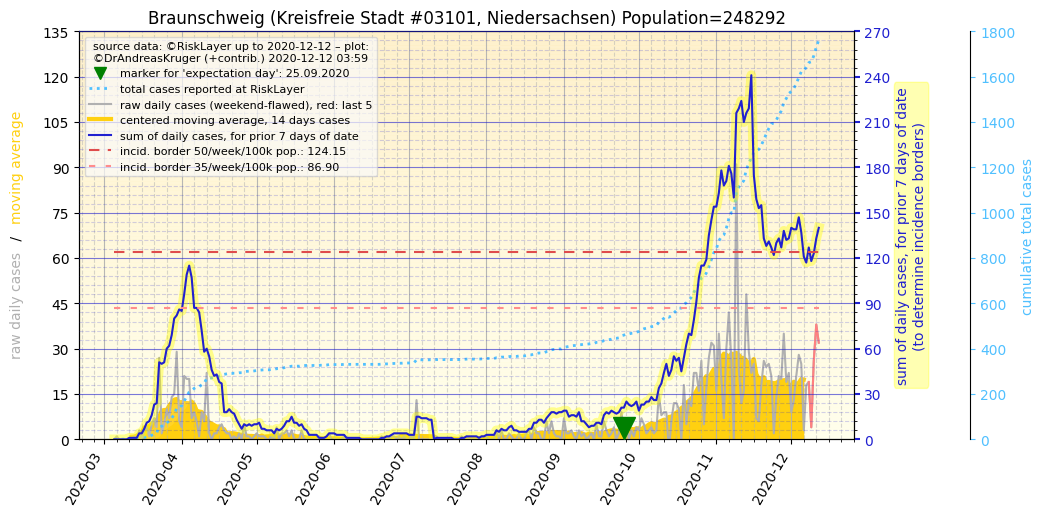 Braunschweig (Kreisfreie Stadt #03101, Niedersachsen) Population=248292
source data: ©RiskLayer up to 2020-12-12 – plot:
©DrAndreasKruger (+contrib.) 2020-12-12 03:59
marker for 'expectation day': 25.09.2020
total cases reported at RiskLayer
raw daily cases (weekend-flawed), red: last 5
centered moving average, 14 days cases
sum of daily cases, for prior 7 days of date
incid. border 50/week/100k pop.: 124.15
incid. border 35/week/100k pop.: 86.90
raw daily cases / moving average
135
120
105
90
75
60
45
30
15
0
270
240
210
180
150
120
90
60
30
0
sum of daily cases, for prior 7 days of date
(to determine incidence borders)
1800
1600
1400
1200
1000
800
600
400
200
0
cumulative total cases
2020-03
2020-04
2020-05
2020-06
2020-07
2020-08
2020-09
2020-10
2020-11
2020-12